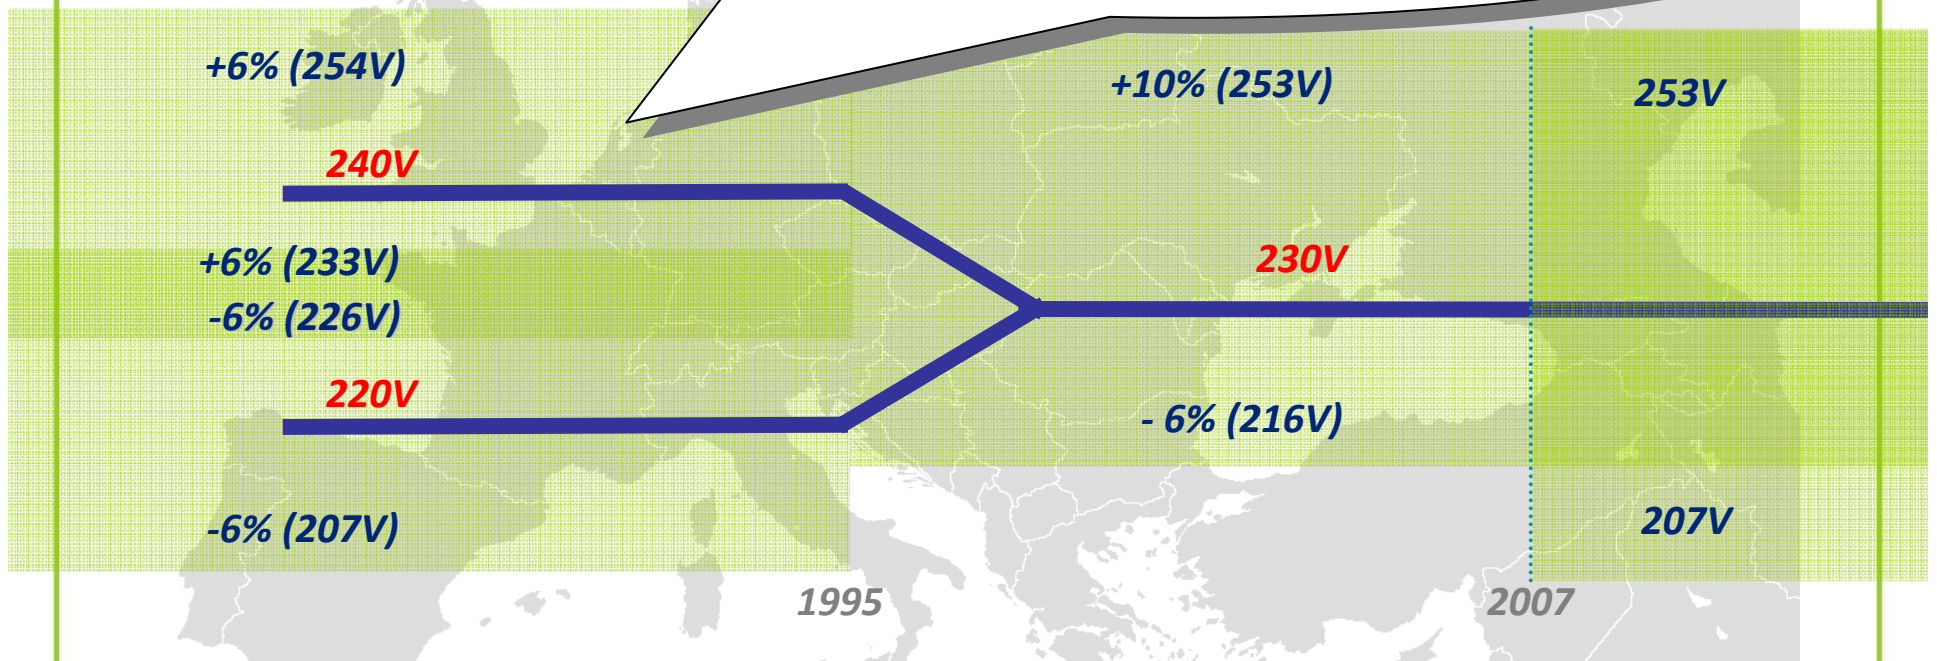 +6% (254V)
+10% (253V)
253V
240V
+6% (233V)
230V
-6% (226V)
220V
- 6% (216V)
-6% (207V)
207V
1995
2007